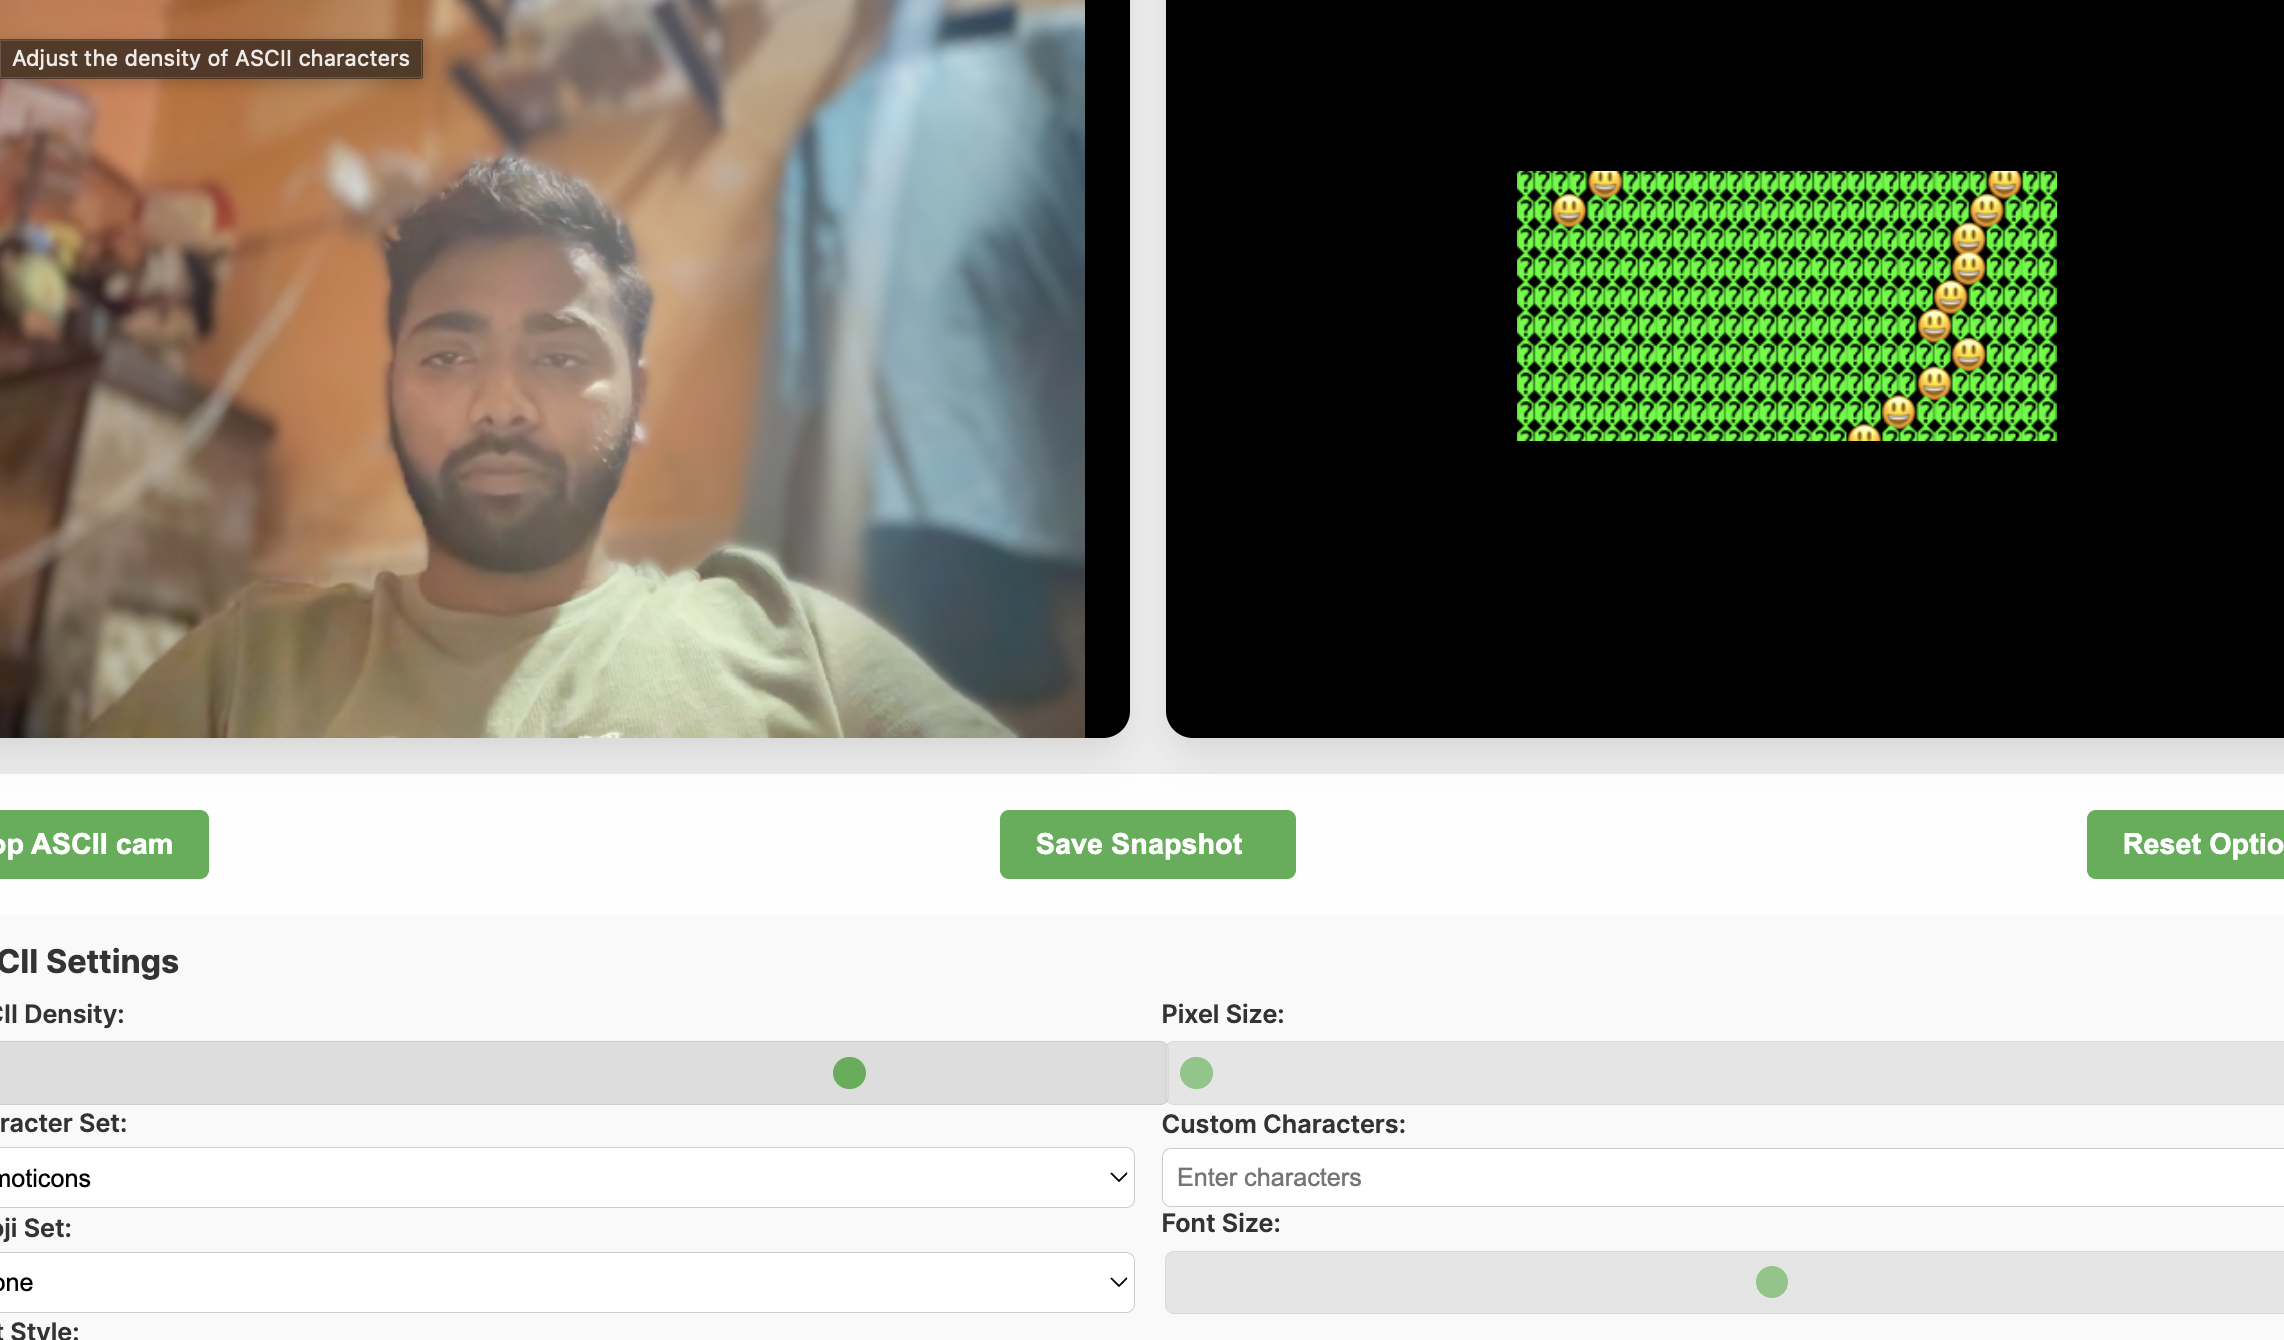 Adjust the density of ASCII characters
op ASCII cam
Save Snapshot
Reset Optio
CII Settings
CII Density:
Pixel Size:
racter Set:
Custom Characters:
moticons
Enter characters
oji Set:
Font Size:
one
t Style: